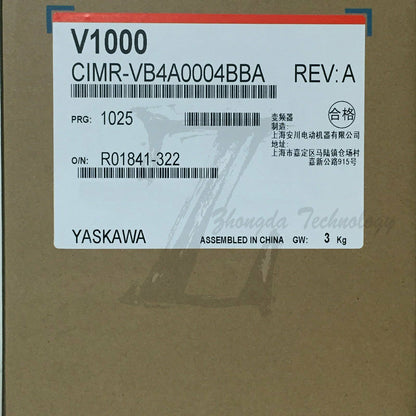 V1000
CIMR-VB4A0004BBA REV: A
PRG: 1025
变频器
合格
制造:
上海安川电动机器有限公司
地址:
上海市嘉定区马陆镇仓场村
嘉新公路915号
O/N: R01841-322
Zhongda Technology
YASKAWA ASSEMBLED IN CHINA GW: 3 Kg